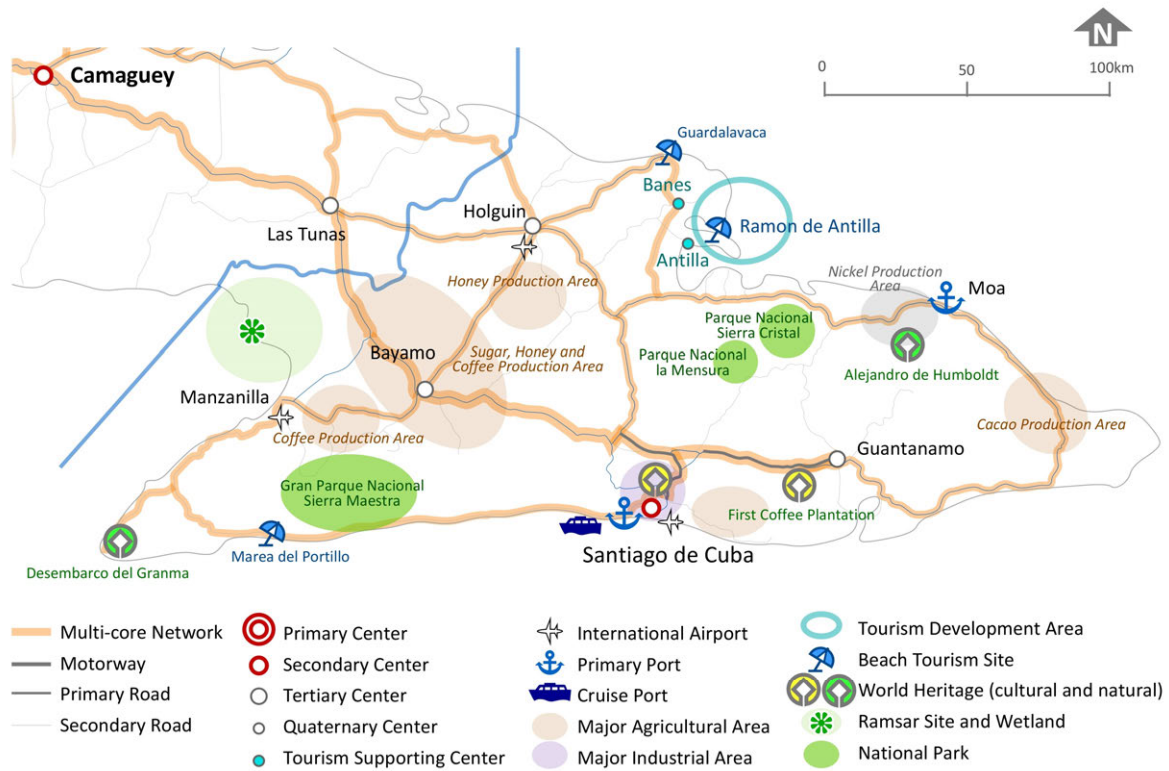 N
0
50
100km
Camaguey
Guardalavaca
Banes
Holguin
Las Tunas
Ramon de Antilla
Antilla
Honey Production Area
Nickel Production
Area
Moa
Parque Nacional
Sierra Cristal
Bayamo
Sugar, Honey and
Coffee Production Area
Parque Nacional
la Mensura
Alejandro de Humboldt
Manzanilla
Coffee Production Area
Cacao Production Area
Guantanamo
Gran Parque Nacional
Sierra Maestra
First Coffee Plantation
Marea del Portillo
Santiago de Cuba
Desembarco del Granma
Multi-core Network
Motorway
Primary Road
Secondary Road
Primary Center
Secondary Center
Tertiary Center
Quaternary Center
Tourism Supporting Center
International Airport
Primary Port
Cruise Port
Major Agricultural Area
Major Industrial Area
Tourism Development Area
Beach Tourism Site
World Heritage (cultural and natural)
Ramsar Site and Wetland
National Park